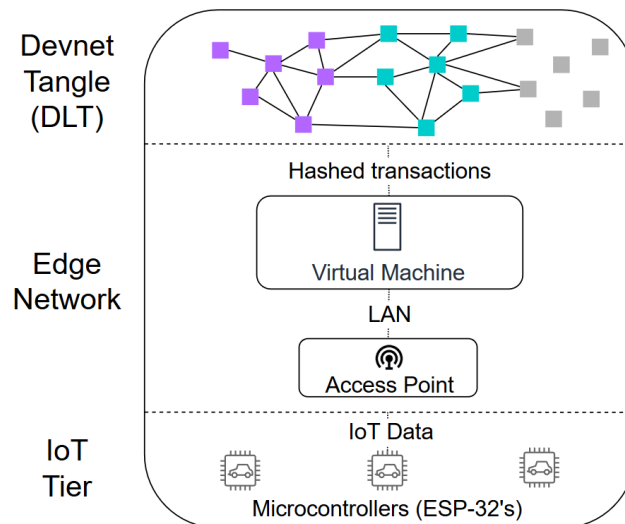 Devnet
Tangle
(DLT)
Hashed transactions
Virtual Machine
Edge
Network
LAN
Access Point
IoT Data
IoT
Tier
Microcontrollers (ESP-32's)